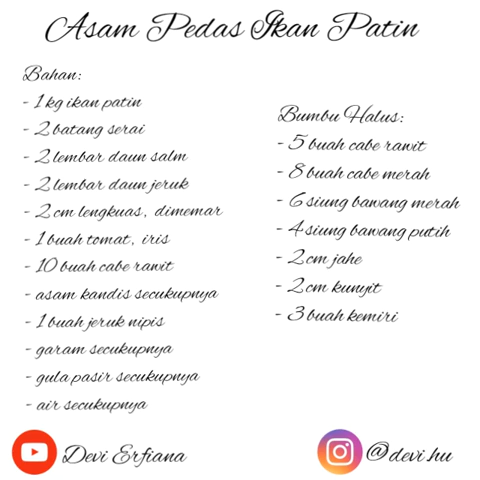 Asam Pedas Ikan Patin
Bahan:
- 1 kg ikan patin
- 2 batang serai
- 2 lembar daun salm
- 2 lembar daun jeruk
- 2 cm lengkuas, dimemar
- 1 buah tomat, iris
- 10 buah cabe rawit
- asam kandis secukupnya
- 1 buah jeruk nipis
- garam secukupnya
- gula pasir secukupnya
- air secukupnya
Bumbu Halus:
- 5 buah cabe rawit
- 8 buah cabe merah
- 6 siung bawang merah
- 4 siung bawang putih
- 2 cm jahe
- 2 cm kunyit
- 3 buah kemiri
Devi Erfiana
@devi.hu